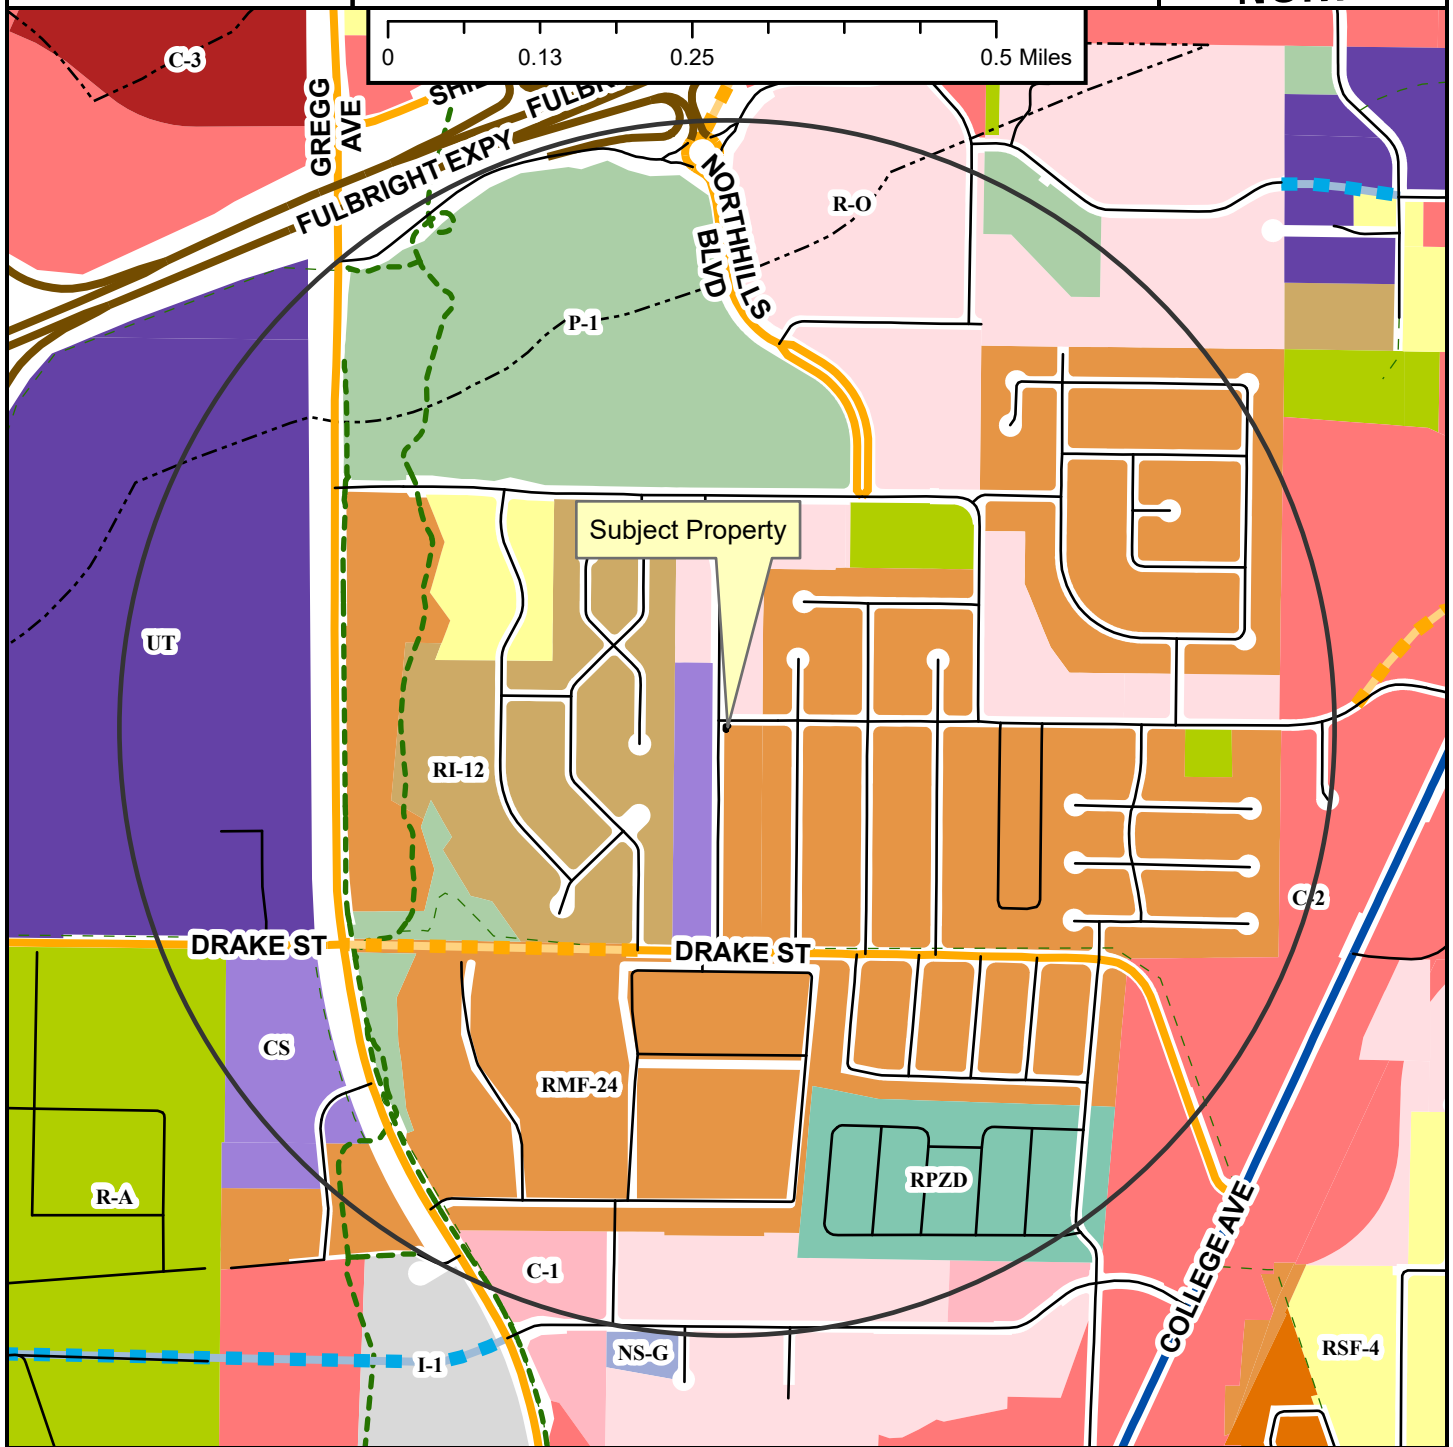 0 0.13 0.25 0.5 Miles
C-3
GREGG
AVE
FULBRIGHT EXPY
NORTHHILLS
BLVD
R-O
P-1
Subject Property
UT
RI-12
C-2
DRAKE ST
DRAKE ST
CS
RMF-24
R-A
RPZD
C-1
COLLEGE AVE
NS-G
I-1
RSF-4